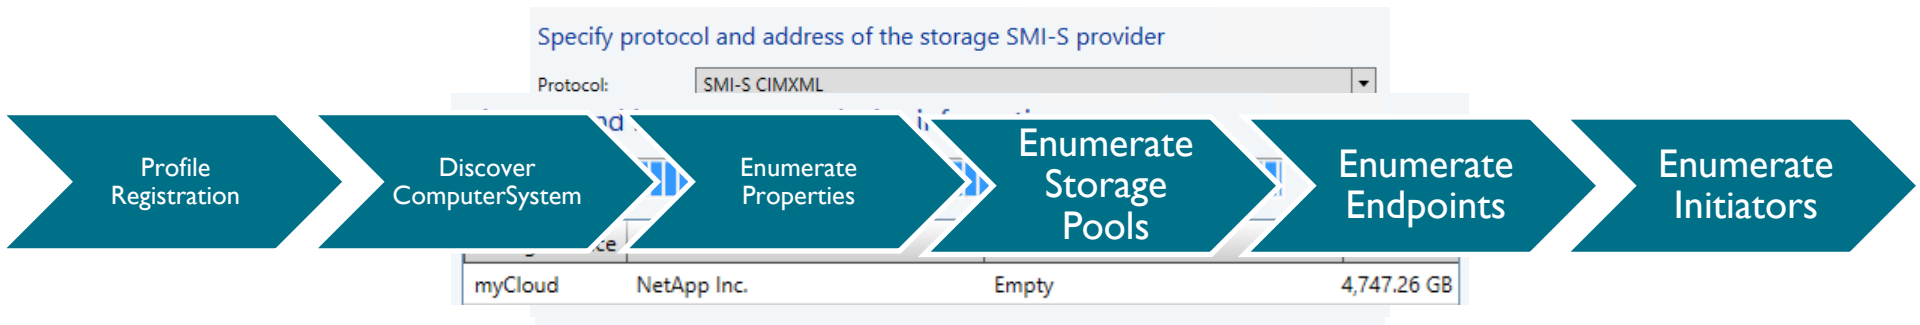 Specify protocol and address of the storage SMI-S provider
Protocol: SMI-S CIMXML
Profile
Registration
Discover
ComputerSystem
Enumerate
Properties
Enumerate
Storage
Pools
Enumerate
Endpoints
Enumerate
Initiators
myCloud NetApp Inc. Empty 4,747.26 GB